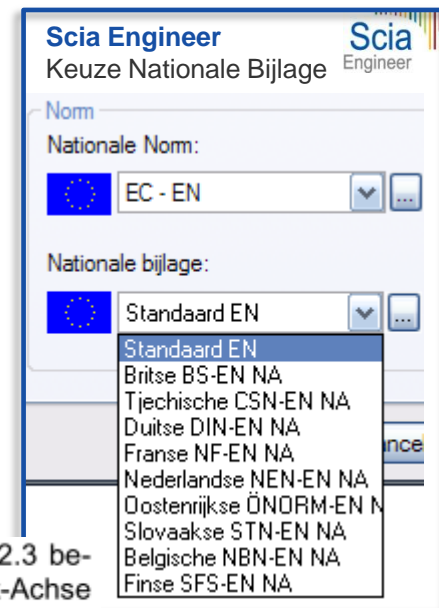 Scia Engineer
Keuze Nationale Bijlage
Scia
Engineer
Norm
Nationale Norm:
EC - EN
...
Nationale bijlage:
Standaard EN
...
Standaard EN
Britse BS-EN NA
Tjechische CSN-EN NA
Duitse DIN-EN NA
Franse NF-EN NA
ncel
Nederlandse NEN-EN NA
Oostenrijkse ÖNORM-EN N
Slovaakse STN-EN NA
Belgische NBN-EN NA
Finse SFS-EN NA
2.3 be-
-Achse